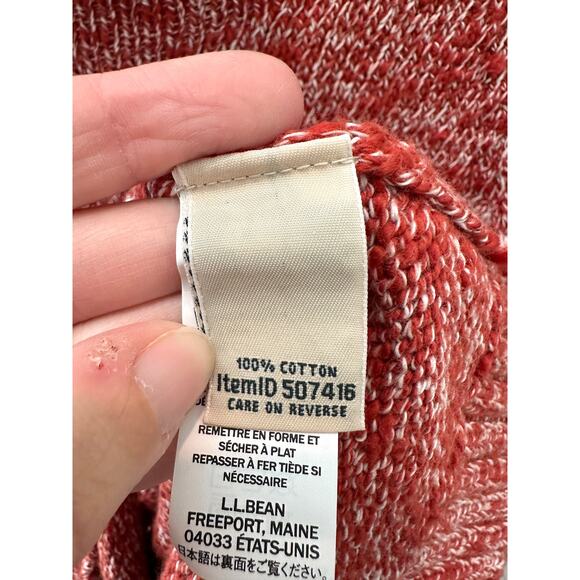 100% COTTON
ItemID 507416
CARE ON REVERSE
REMETTRE EN FORME ET
SÉCHER À PLAT
REPASSER À FER TIÈDE SI
NÉCESSAIRE
L.L.BEAN
FREEPORT, MAINE
04033 ÉTATS-UNIS
日本語は裏面をご覧ください。